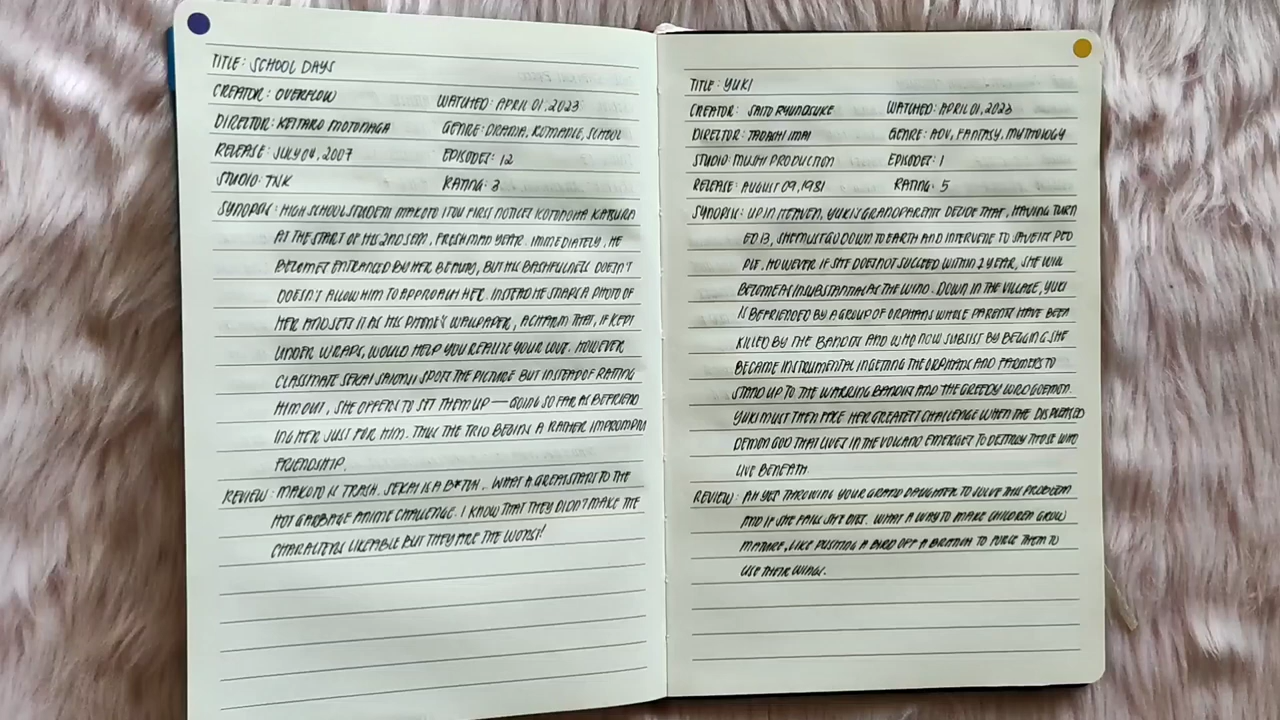 TITLE: SCHOOL DAYS
CREATOR: OVERFLOW WATCHED: APRIL 01, 2023
DIRECTOR: KEITARO MOTONAGA GENRE: DRAMA, ROMANCE, SCHOOL
RELEASE: JULY 04, 2007 EPISODES: 12
STUDIO: TNK RATING: 3
SYNOPSIS: HIGH SCHOOL STUDENT MAKOTO ITOU FIRST NOTICES KOTONOHA KATSURA
AT THE START OF HIS 2ND SEM, FRESHMAN YEAR. IMMEDIATELY, HE
BECOMES ENTRANCED BY HER BEAUTY, BUT HIS BASHFULNESS DOESN'T
DOESN'T ALLOW HIM TO APPROACH HER. INSTEAD HE SNAPS A PHOTO OF
HER AND SETS IT AS HIS PHONE'S WALLPAPER, A CHARM THAT, IF KEPT
UNDER WRAPS, WOULD HELP YOU REALIZE YOUR LOVE. HOWEVER,
CLASSMATE SEKAI SAIONJI SPOTS THE PICTURE BUT INSTEAD OF RATING
HIM OUT, SHE OFFERS TO SET THEM UP — GOING SO FAR AS BEFRIEND
ING HER JUST FOR HIM. THUS THE TRIO BEGINS A RATHER IMPROMPTU
FRIENDSHIP.
REVIEW: MAKOTO IS TRASH. SEKAI IS A B*TCH.. WHAT A GREAT START TO THE
HOT GARBAGE ANIME CHALLENGE. I KNOW THAT THEY DIDN'T MAKE THE
CHARACTERS LIKEABLE BUT THEY ARE THE WORST!
TITLE: YUKI
CREATOR: SAITO RYUNOSUKE WATCHED: APRIL 01, 2023
DIRECTOR: TADASHI IMAI GENRE: ADV, FANTASY, MYTHOLOGY
STUDIO: MUSHI PRODUCTION EPISODES: 1
RELEASE: AUGUST 09, 1981 RATING: 5
SYNOPSIS: UP IN HEAVEN, YUKI'S GRANDPARENTS DECIDE THAT, HAVING TURN
ED 13, SHE MUST GO DOWN TO EARTH AND INTERVENE TO SAVE ITS PEO
PLE. HOWEVER IF SHE DOES NOT SUCCEED WITHIN 2 YEAR, SHE WILL
BECOME AS INSUBSTANTIAL AS THE WIND. DOWN IN THE VILLAGE, YUKI
IS BEFRIENDED BY A GROUP OF ORPHANS WHOSE PARENTS HAVE BEEN
KILLED BY THE BANDITS AND WHO NOW SUBSIST BY BEGGING. SHE
BECAME INSTRUMENTAL IN GETTING THE ORPHANS AND FARMERS TO
STAND UP TO THE WARRING BANDITS AND THE GREEDY LORD GOEMON.
YUKI MUST THEN FACE HER GREATEST CHALLENGE WHEN THE DISPLEASED
DEMON GOD THAT LIVES IN THE VOLCANO EMERGES TO DESTROY THOSE WHO
LIVE BENEATH.
REVIEW: AH YES THROWING YOUR GRAND DAUGHTER TO SOLVE THIS PROBLEM
AND IF SHE FAILS SHE DIES. WHAT A WAY TO MAKE CHILDREN GROW
MATURE, LIKE PUSHING A BIRD OFF A BRANCH TO FORCE THEM TO
USE THEIR WINGS.